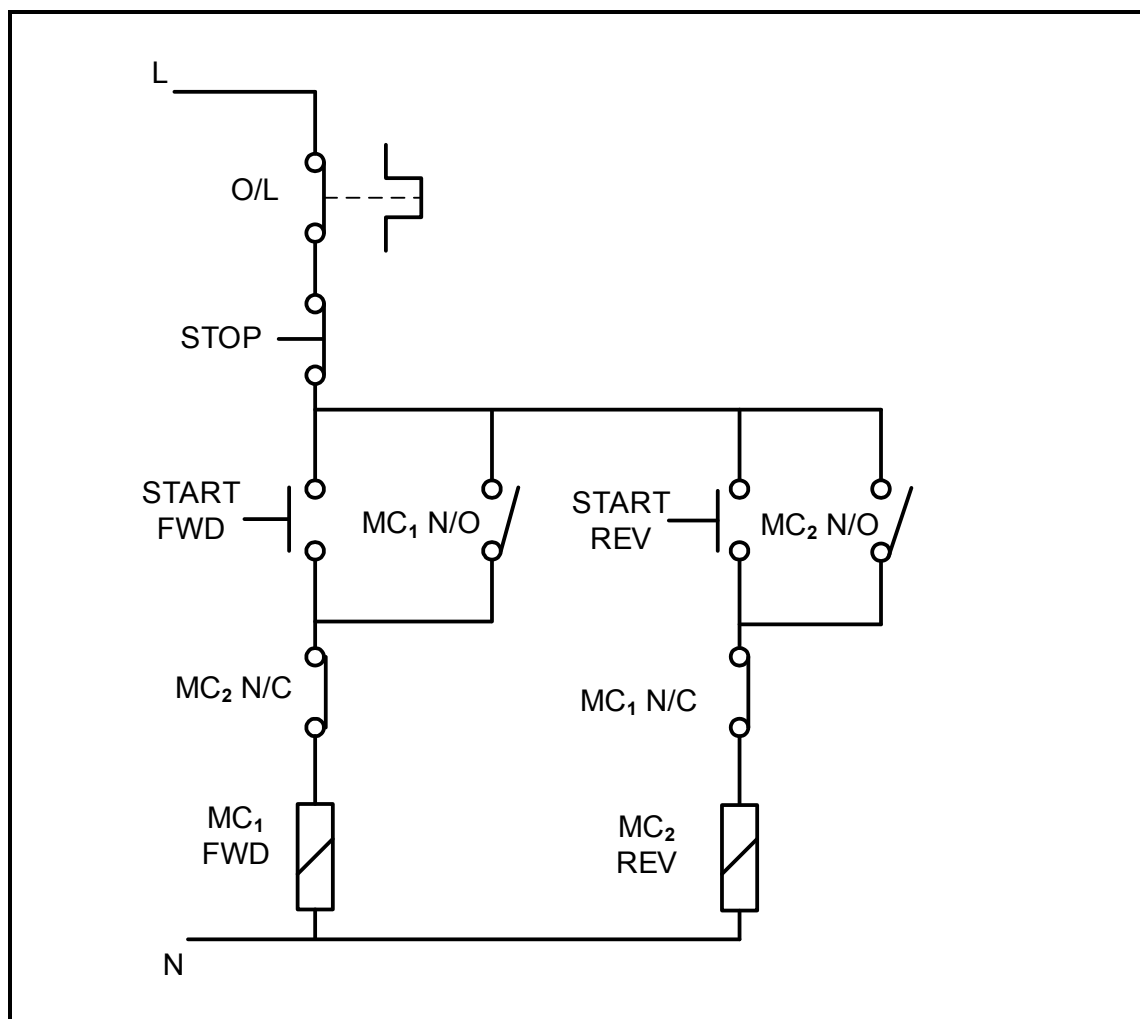 L
O/L
STOP
START
FWD
MC₁ N/O
START
REV
MC₂ N/O
MC₂ N/C
MC₁ N/C
MC₁
FWD
MC₂
REV
N